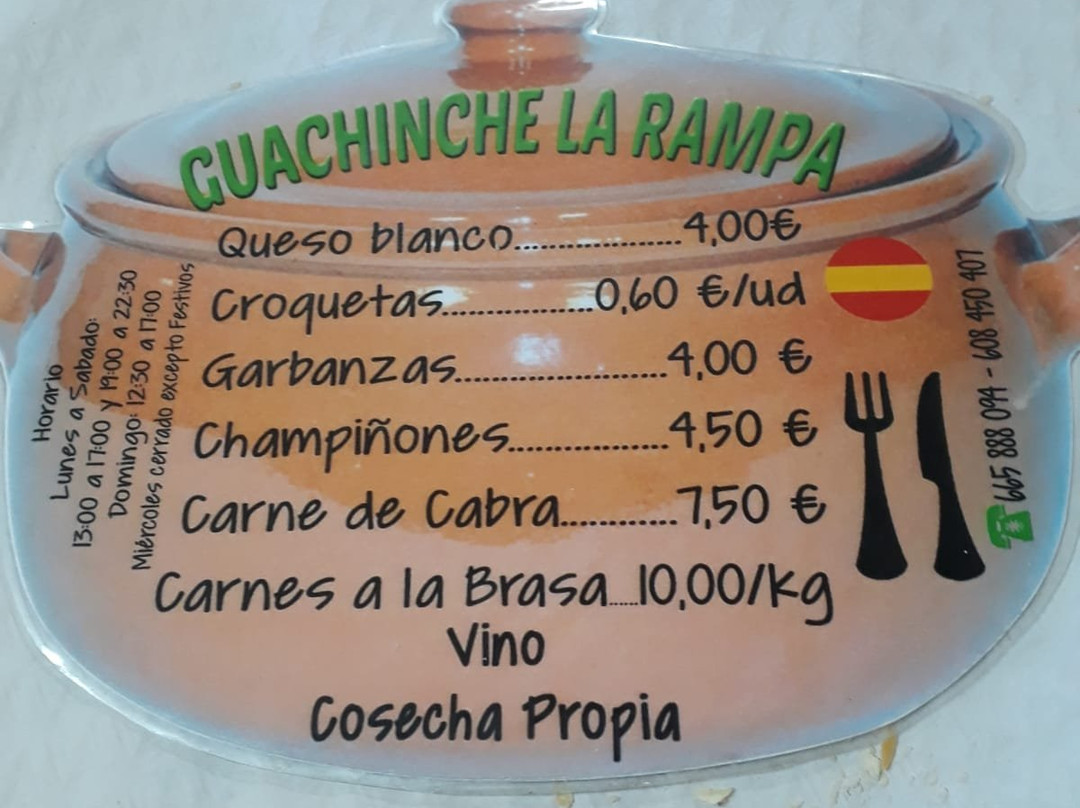 GUACHINCHE LA RAMPA
Queso blanco...................4,00€
Croquetas.................0,60 €/ud
Garbanzas........................4,00 €
Champiñones..................4,50 €
Carne de Cabra.............7,50 €
Carnes a la Brasa......10,00/kg
Vino
Cosecha Propia
Horario
Lunes a Sabado:
13:00 a 17:00 y 19:00 a 22:30
Domingo: 12:30 a 17:00
Miércoles cerrado excepto Festivos
665 888 094 - 608 450 407